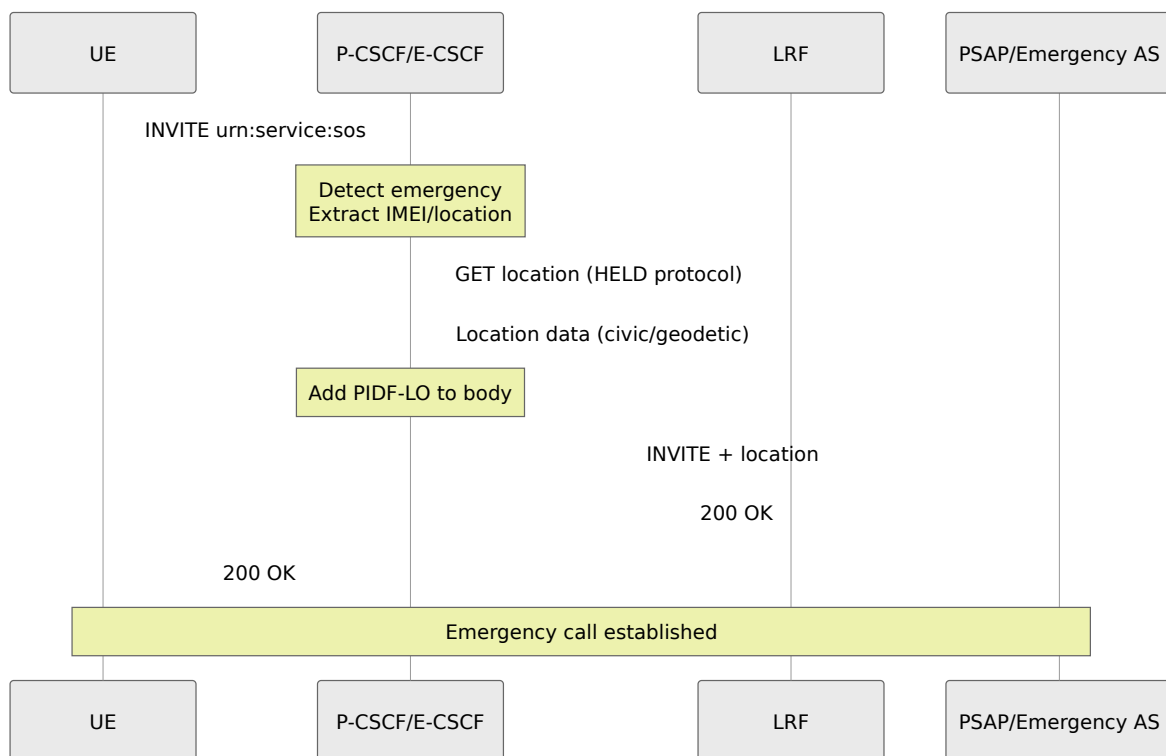 UE
P-CSCF/E-CSCF
LRF
PSAP/Emergency AS
INVITE urn:service:sos
Detect emergency
Extract IMEI/location
GET location (HELD protocol)
Location data (civic/geodetic)
Add PIDF-LO to body
INVITE + location
200 OK
200 OK
Emergency call established
UE
P-CSCF/E-CSCF
LRF
PSAP/Emergency AS